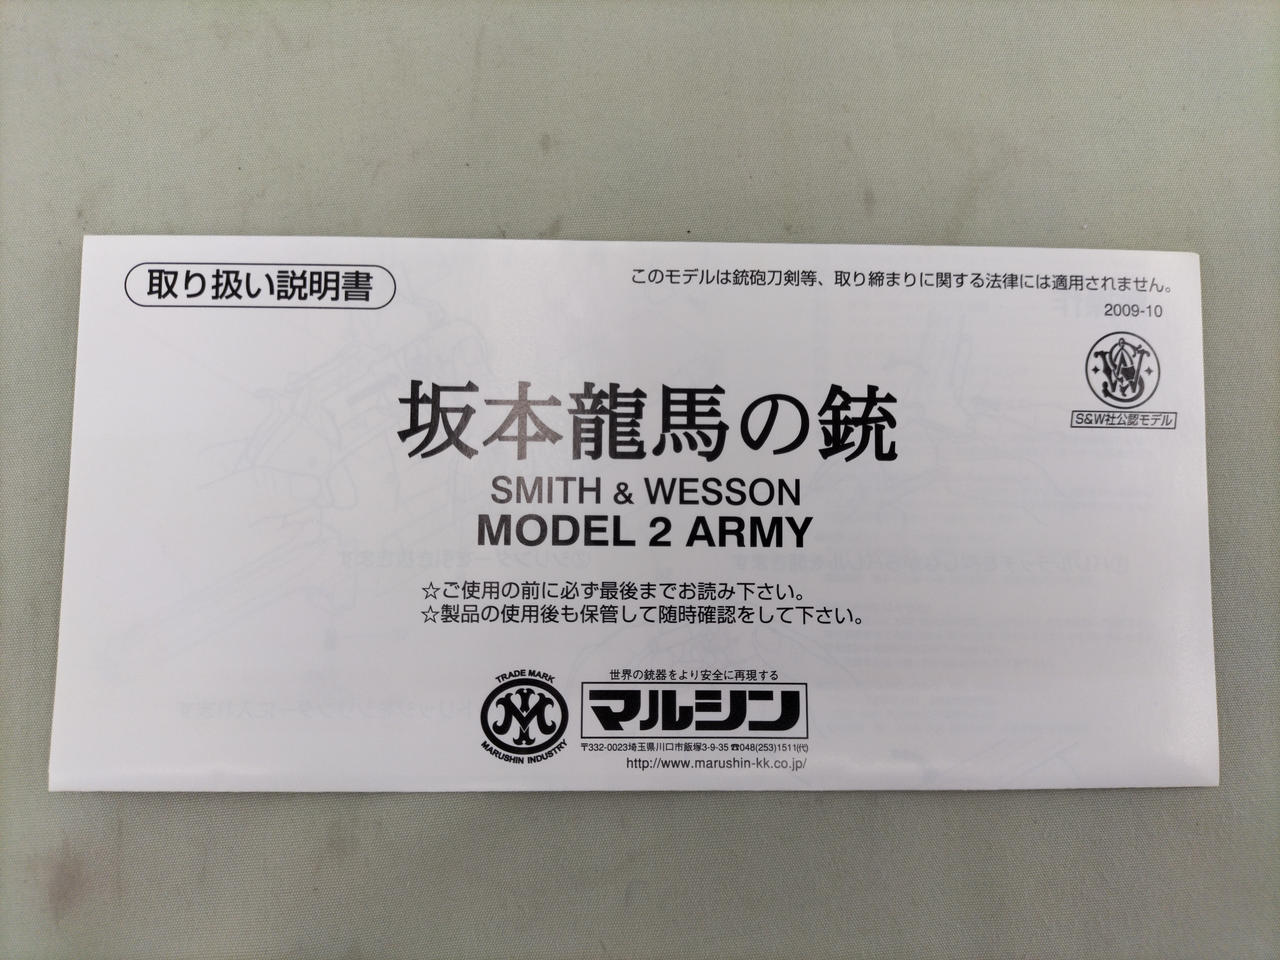 取り扱い説明書
このモデルは銃砲刀剣等、取り締まりに関する法律には適用されません。
2009-10
S&W社公認モデル
坂本龍馬の銃
SMITH & WESSON
MODEL 2 ARMY
☆ご使用の前に必ず最後までお読み下さい。
☆製品の使用後も保管して随時確認をして下さい。
TRADE MARK
MARUSHIN INDUSTRY
世界の銃器をより安全に再現する
マルシン
〒332-0023埼玉県川口市飯塚3-9-35 ☎048(253)1511(代)
http://www.marushin-kk.co.jp/